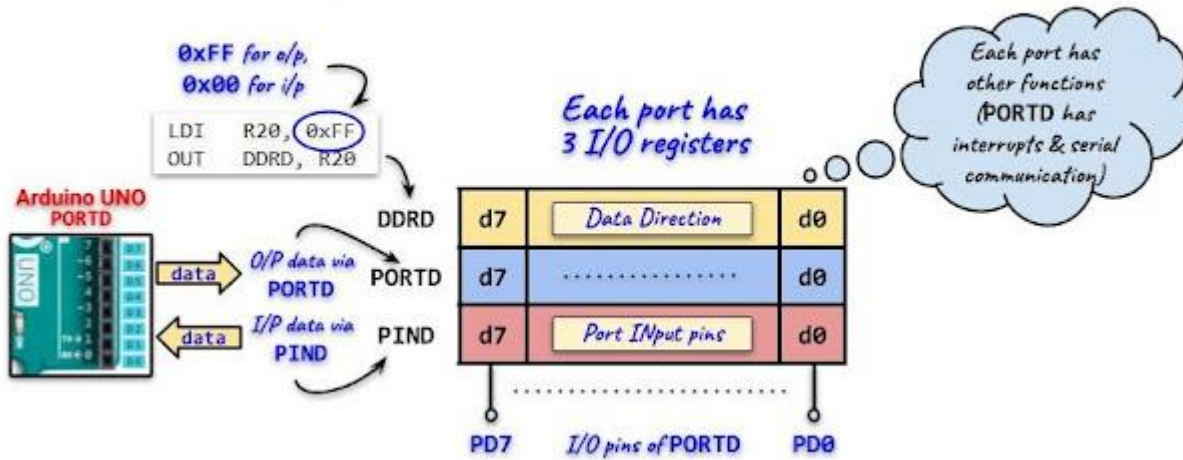 0xFF for o/p,
0x00 for i/p
LDI R20, 0xFF
OUT DDRD, R20
Each port has
3 I/O registers
Each port has
other functions
(PORTD has
interrupts & serial
communication)
Arduino UNO
PORTD
UNO
data
O/P data via
PORTD
data
I/P data via
PIND
DDRD d7 Data Direction d0
PORTD d7 ................ d0
PIND d7 Port INput pins d0
PD7 I/O pins of PORTD PD0